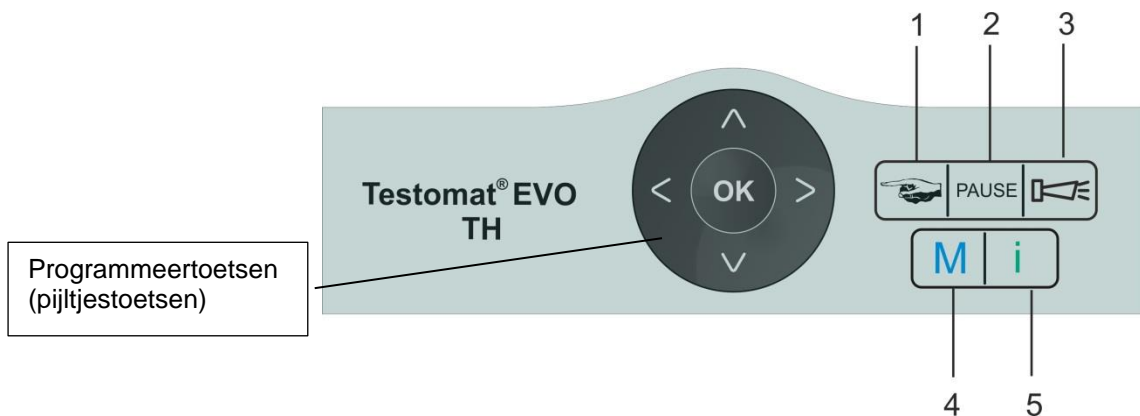 1 2 3
Testomat® EVO
TH
OK
PAUSE
M i
Programmeertoetsen
(pijltjestoetsen)
4 5